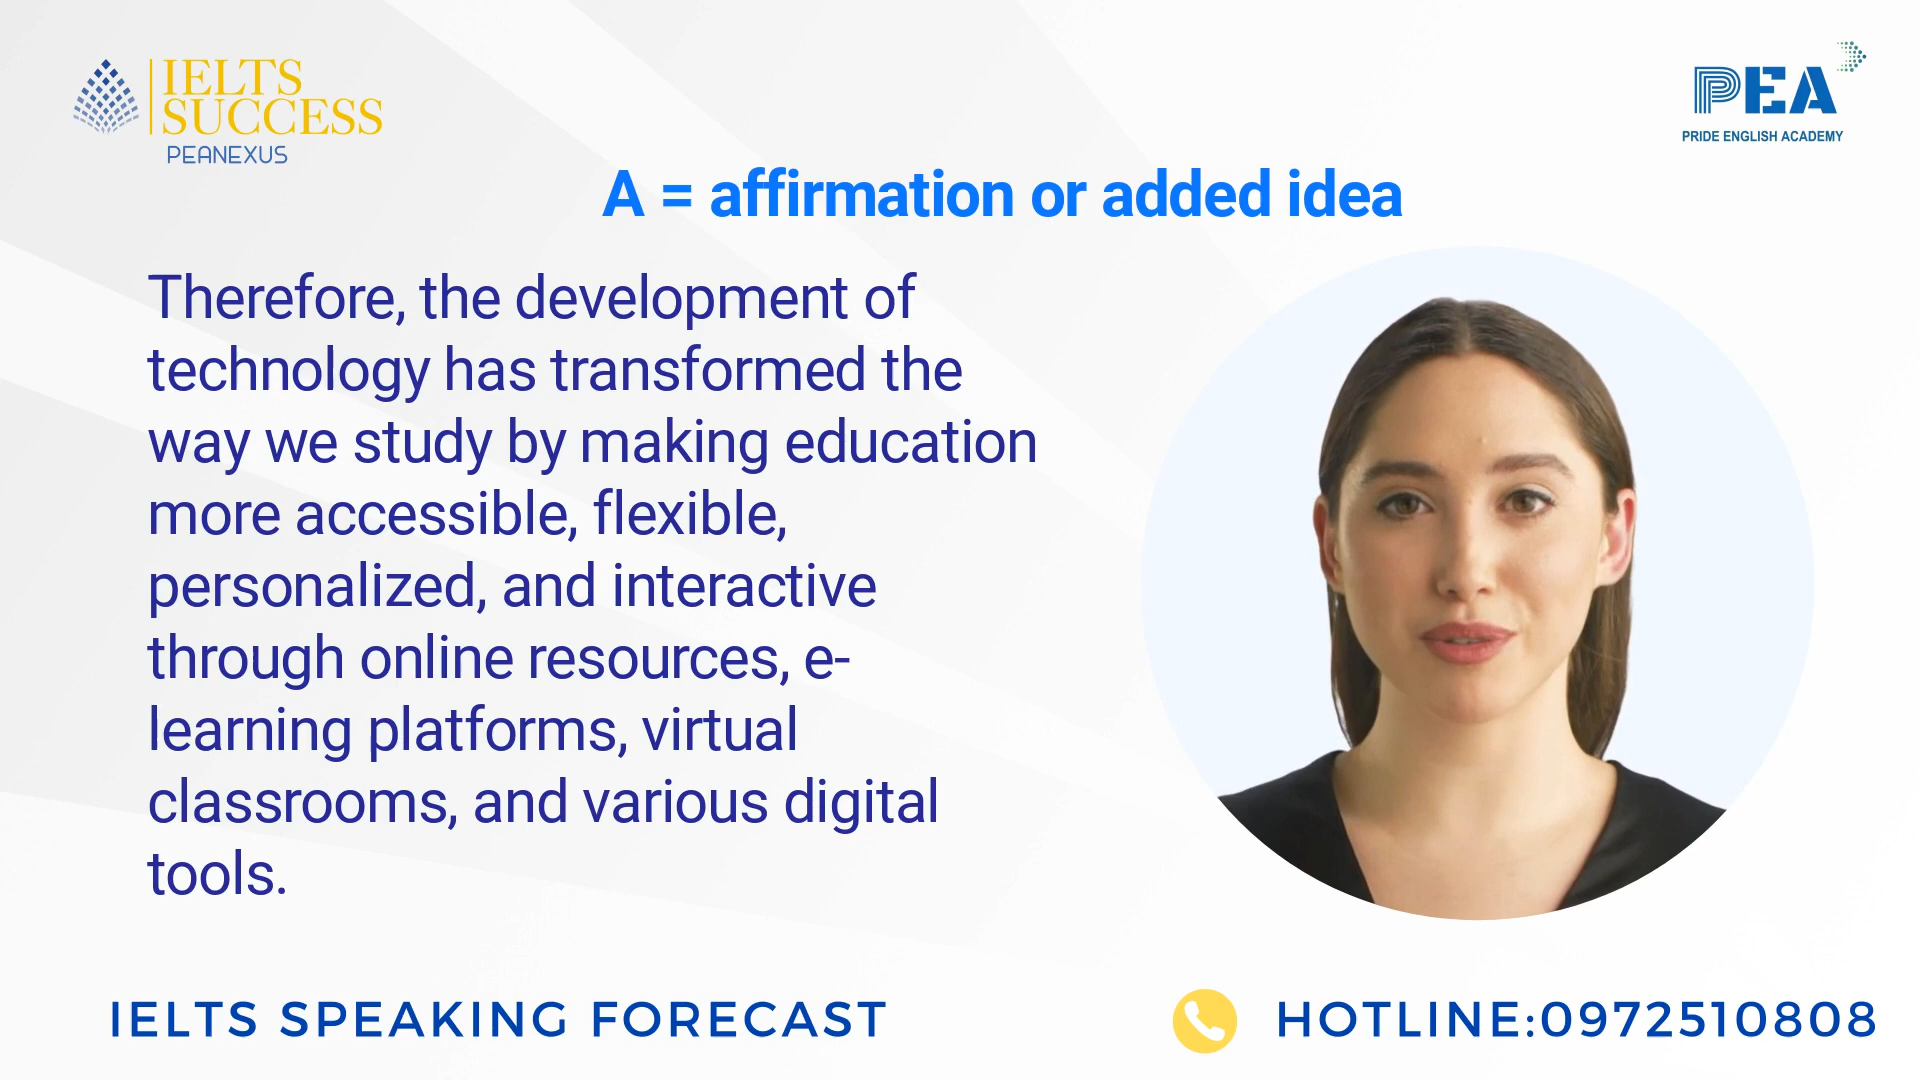 IELTS
SUCCESS
PEANEXUS
PEA
PRIDE ENGLISH ACADEMY
A = affirmation or added idea
Therefore, the development of
technology has transformed the
way we study by making education
more accessible, flexible,
personalized, and interactive
through online resources, e-
learning platforms, virtual
classrooms, and various digital
tools.
IELTS SPEAKING FORECAST
HOTLINE:0972510808